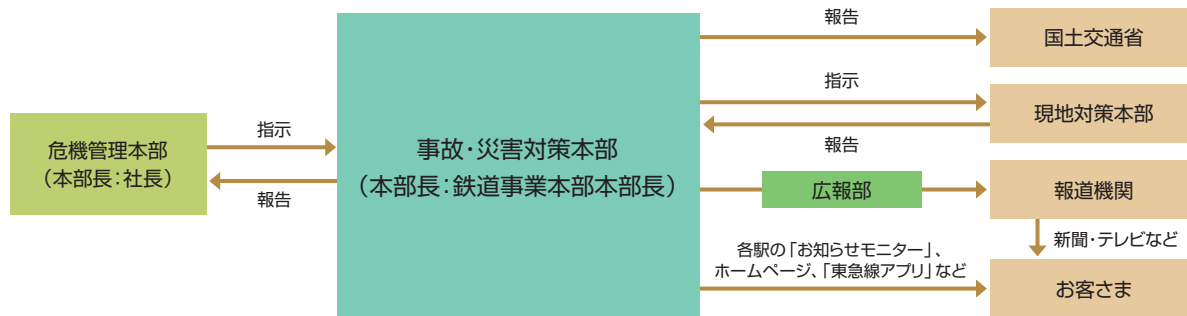 危機管理本部
（本部長：社長）
指示
報告
事故・災害対策本部
（本部長：鉄道事業本部本部長）
報告
国土交通省
指示
現地対策本部
報告
広報部
報道機関
新聞・テレビなど
各駅の「お知らせモニター」、
ホームページ、「東急線アプリ」など
お客さま